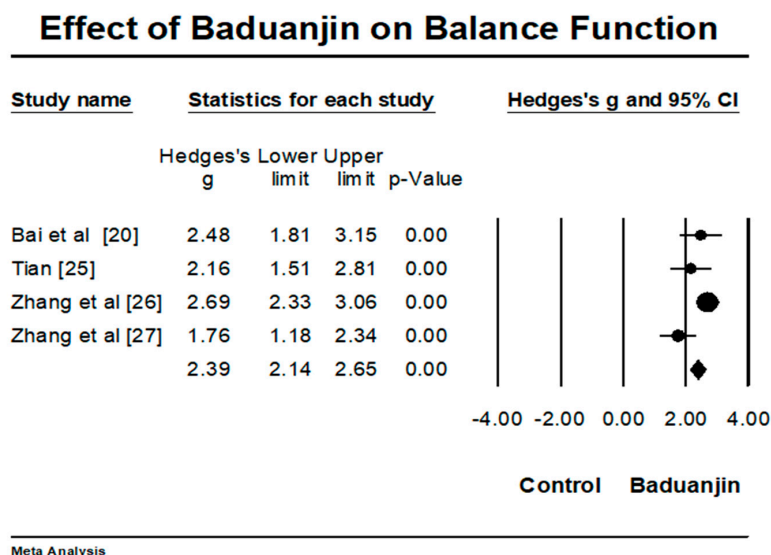 Effect of Baduanjin on Balance Function
Study name Statistics for each study Hedges's g and 95% CI
Hedges's Lower Upper
g limit limit p-Value
Bai et al [20] 2.48 1.81 3.15 0.00
Tian [25] 2.16 1.51 2.81 0.00
Zhang et al [26] 2.69 2.33 3.06 0.00
Zhang et al [27] 1.76 1.18 2.34 0.00
2.39 2.14 2.65 0.00
-4.00 -2.00 0.00 2.00 4.00
Control Baduanjin
Meta Analysis